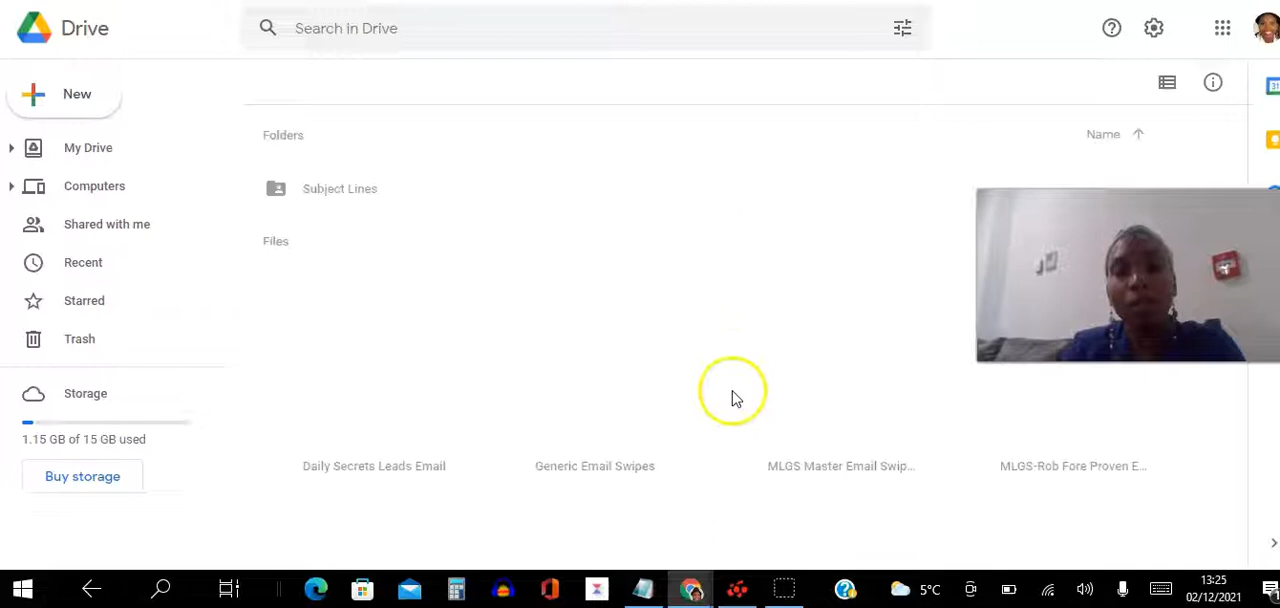 Drive
Search in Drive
New
My Drive
Computers
Shared with me
Recent
Starred
Trash
Storage
1.15 GB of 15 GB used
Buy storage
Folders
Name
Subject Lines
Files
Daily Secrets Leads Email
Generic Email Swipes
MLGS Master Email Swip...
MLGS-Rob Fore Proven E...
31
5°C
13:25
02/12/2021